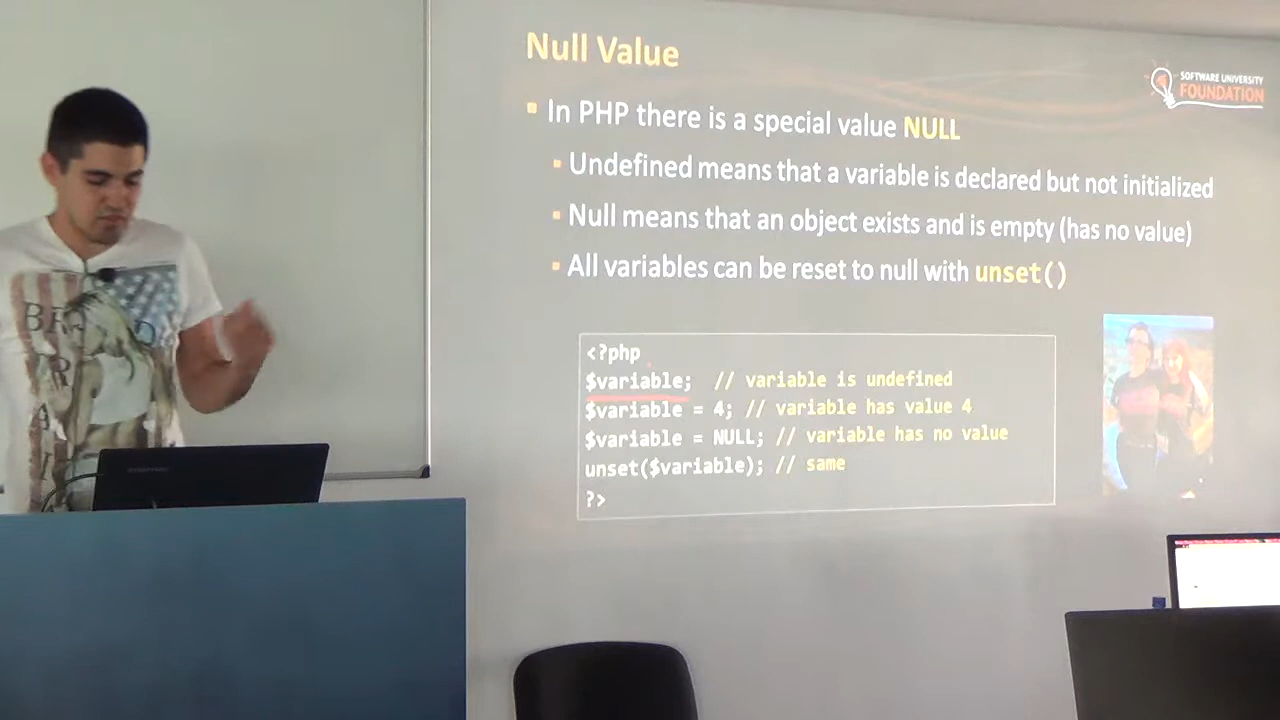 Null Value
SOFTWARE UNIVERSITY
FOUNDATION
In PHP there is a special value NULL
Undefined means that a variable is declared but not initialized
Null means that an object exists and is empty (has no value)
All variables can be reset to null with unset()
<?php
$variable; // variable is undefined
$variable = 4; // variable has value 4
$variable = NULL; // variable has no value
unset($variable); // same
?>